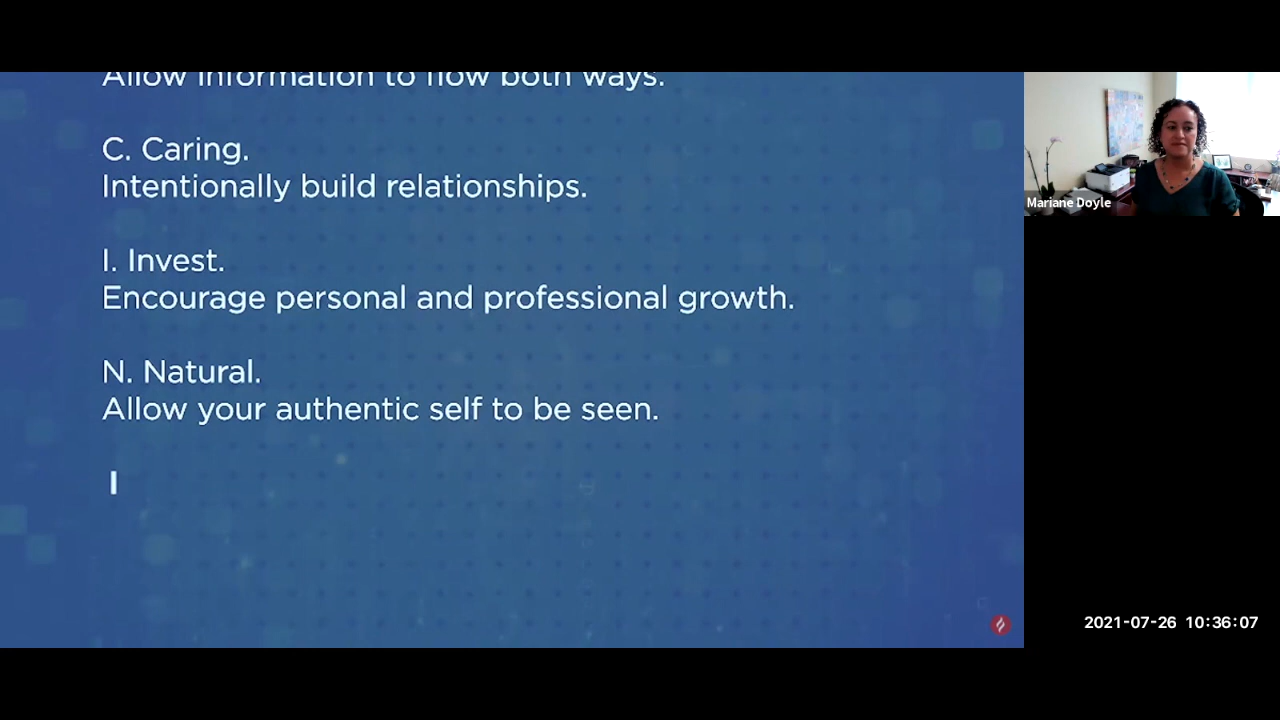 Allow information to flow both ways.
C. Caring.
Intentionally build relationships.
I. Invest.
Encourage personal and professional growth.
N. Natural.
Allow your authentic self to be seen.
Mariane Doyle
2021-07-26 10:36:07